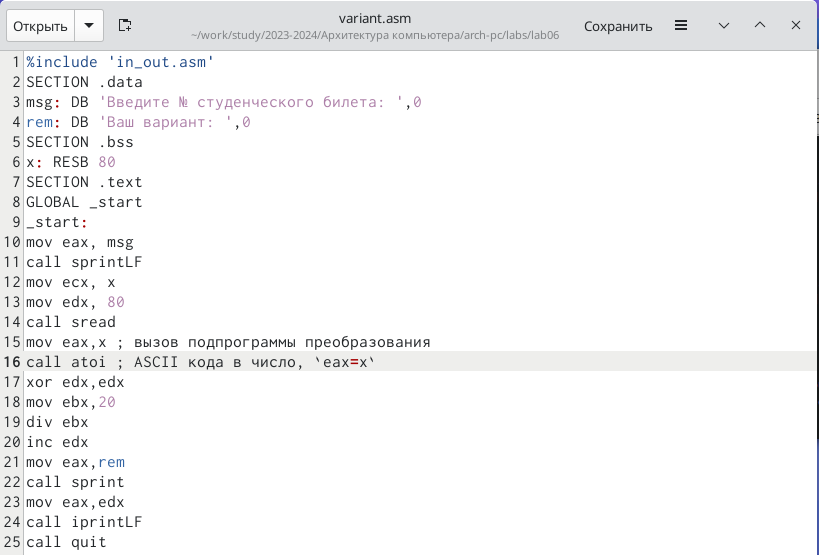 Открыть
variant.asm
~/work/study/2023-2024/Архитектура компьютера/arch-pc/labs/lab06
Сохранить
1 %include 'in_out.asm'
2 SECTION .data
3 msg: DB 'Введите № студенческого билета: ',0
4 rem: DB 'Ваш вариант: ',0
5 SECTION .bss
6 x: RESB 80
7 SECTION .text
8 GLOBAL _start
9 _start:
10 mov eax, msg
11 call sprintLF
12 mov ecx, x
13 mov edx, 80
14 call sread
15 mov eax,x ; вызов подпрограммы преобразования
16 call atoi ; ASCII кода в число, `eax=x`
17 xor edx,edx
18 mov ebx,20
19 div ebx
20 inc edx
21 mov eax,rem
22 call sprint
23 mov eax,edx
24 call iprintLF
25 call quit